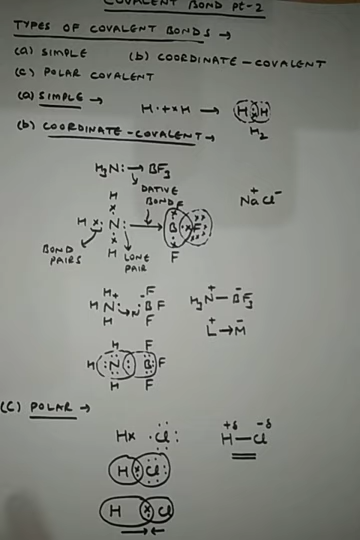 COVALENT BOND pt-2
TYPES OF COVALENT BONDS →
(a) SIMPLE (b) COORDINATE-COVALENT
(c) POLAR COVALENT
(a) SIMPLE → H· + ×H → H×H
H₂
(b) COORDINATE-COVALENT →
H₃N: → BF₃
DATIVE BOND
Na⁺Cl⁻
H F
H × N: → B × F
BOND PAIRS
H
LONE PAIR
F
H⁺ F
H N: → N ⁻B F H₃N⁺—B⁻F₃
H F
L⁺→M⁻
H F
H : N : B : F
H F
(C) POLAR →
H× ·Cl: H⁺δ—Cl⁻δ
H × Cl
H × Cl
→←